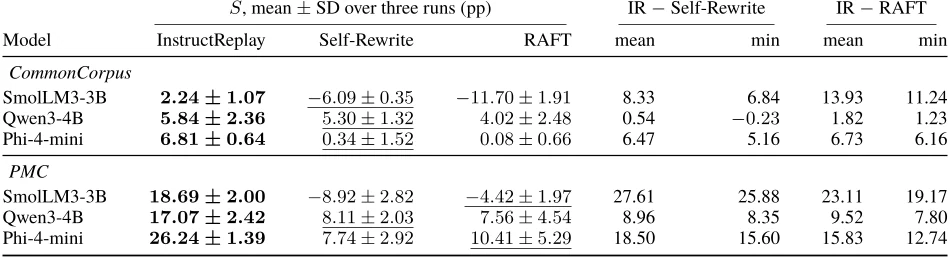 S, mean ± SD over three runs (pp) IR − Self-Rewrite IR − RAFT
Model InstructReplay Self-Rewrite RAFT mean min mean min
CommonCorpus
SmolLM3-3B 2.24 ± 1.07 −6.09 ± 0.35 −11.70 ± 1.91 8.33 6.84 13.93 11.24
Qwen3-4B 5.84 ± 2.36 5.30 ± 1.32 4.02 ± 2.48 0.54 −0.23 1.82 1.23
Phi-4-mini 6.81 ± 0.64 0.34 ± 1.52 0.08 ± 0.66 6.47 5.16 6.73 6.16
PMC
SmolLM3-3B 18.69 ± 2.00 −8.92 ± 2.82 −4.42 ± 1.97 27.61 25.88 23.11 19.17
Qwen3-4B 17.07 ± 2.42 8.11 ± 2.03 7.56 ± 4.54 8.96 8.35 9.52 7.80
Phi-4-mini 26.24 ± 1.39 7.74 ± 2.92 10.41 ± 5.29 18.50 15.60 15.83 12.74